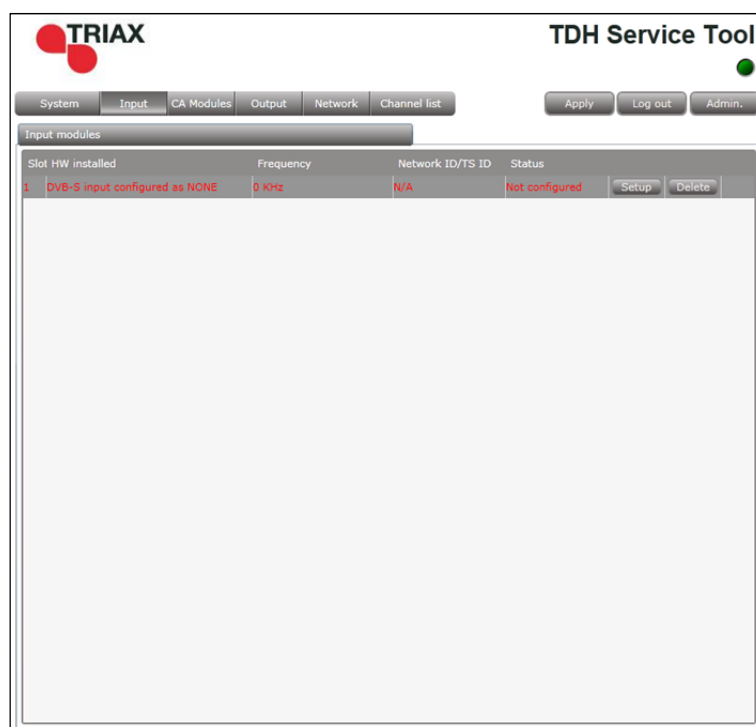 TRIAX
TDH Service Tool
System Input CA Modules Output Network Channel list Apply Log out Admin.
Input modules
Slot HW installed Frequency Network ID/TS ID Status
1 DVB-S input configured as NONE 0 KHz N/A Not configured Setup Delete